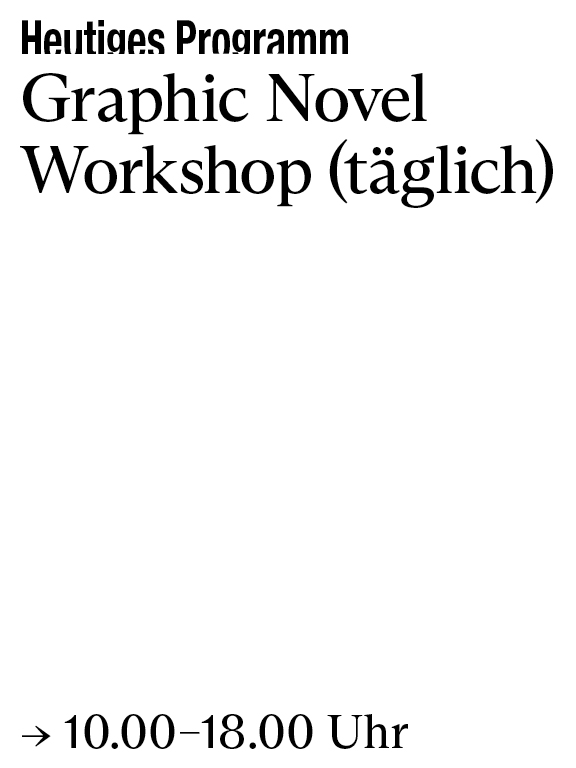 Heutiges Programm
Graphic Novel
Workshop (täglich)
→ 10.00–18.00 Uhr